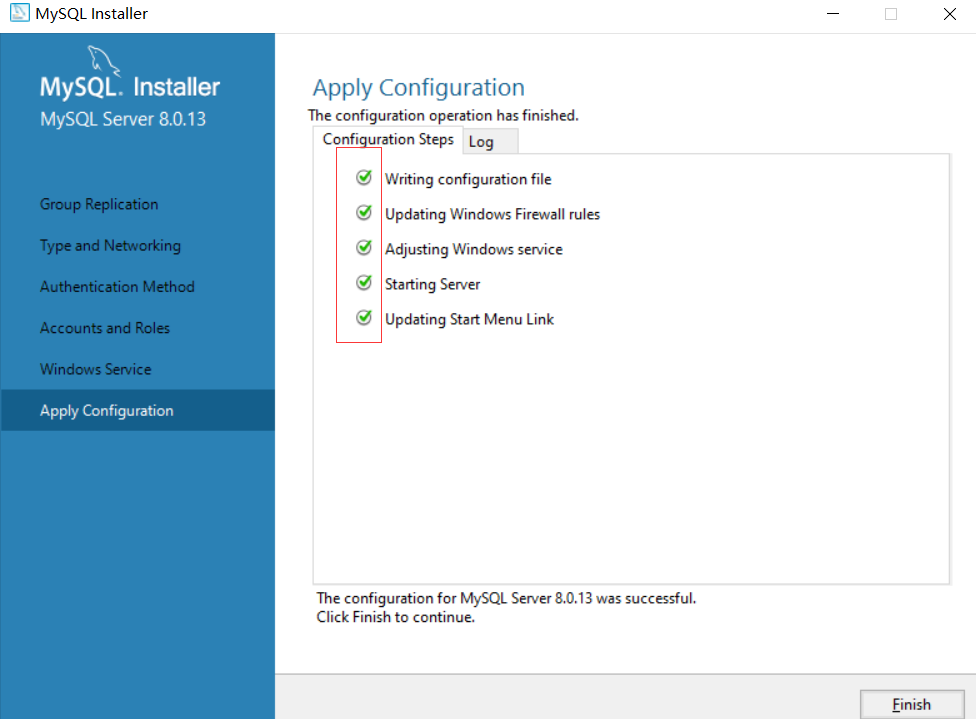 MySQL Installer
MySQL. Installer
MySQL Server 8.0.13
Group Replication
Type and Networking
Authentication Method
Accounts and Roles
Windows Service
Apply Configuration
Apply Configuration
The configuration operation has finished.
Configuration Steps Log
Writing configuration file
Updating Windows Firewall rules
Adjusting Windows service
Starting Server
Updating Start Menu Link
The configuration for MySQL Server 8.0.13 was successful.
Click Finish to continue.
Finish